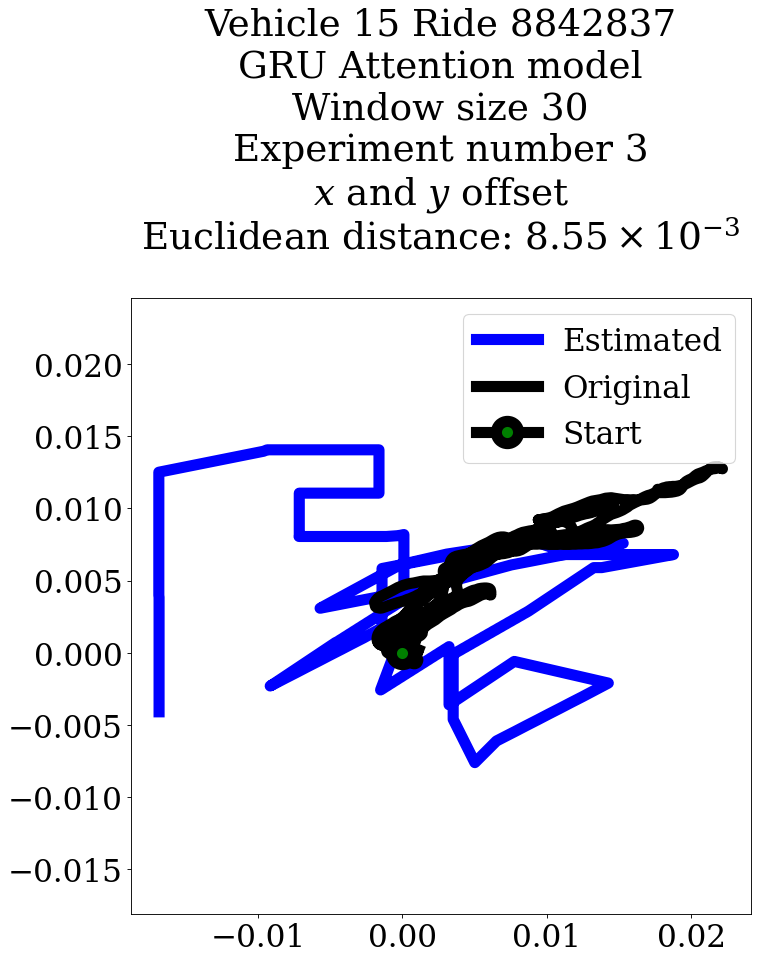 Vehicle 15 Ride 8842837
GRU Attention model
Window size 30
Experiment number 3
x and y offset
Euclidean distance: 8.55 × 10⁻³
Estimated
Original
Start
0.020
0.015
0.010
0.005
0.000
−0.005
−0.010
−0.015
−0.01 0.00 0.01 0.02